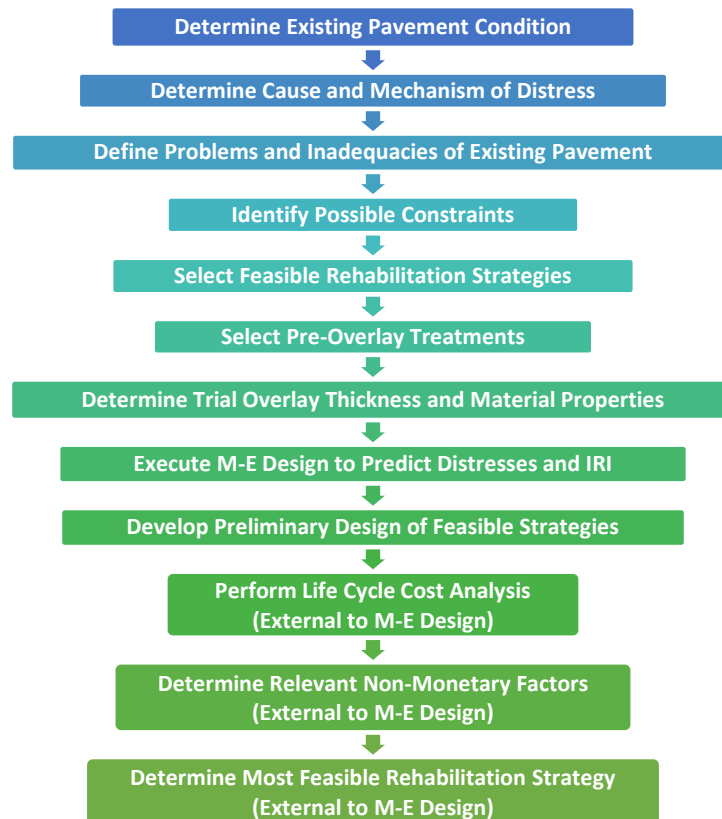 Determine Existing Pavement Condition
Determine Cause and Mechanism of Distress
Define Problems and Inadequacies of Existing Pavement
Identify Possible Constraints
Select Feasible Rehabilitation Strategies
Select Pre-Overlay Treatments
Determine Trial Overlay Thickness and Material Properties
Execute M-E Design to Predict Distresses and IRI
Develop Preliminary Design of Feasible Strategies
Perform Life Cycle Cost Analysis
(External to M-E Design)
Determine Relevant Non-Monetary Factors
(External to M-E Design)
Determine Most Feasible Rehabilitation Strategy
(External to M-E Design)